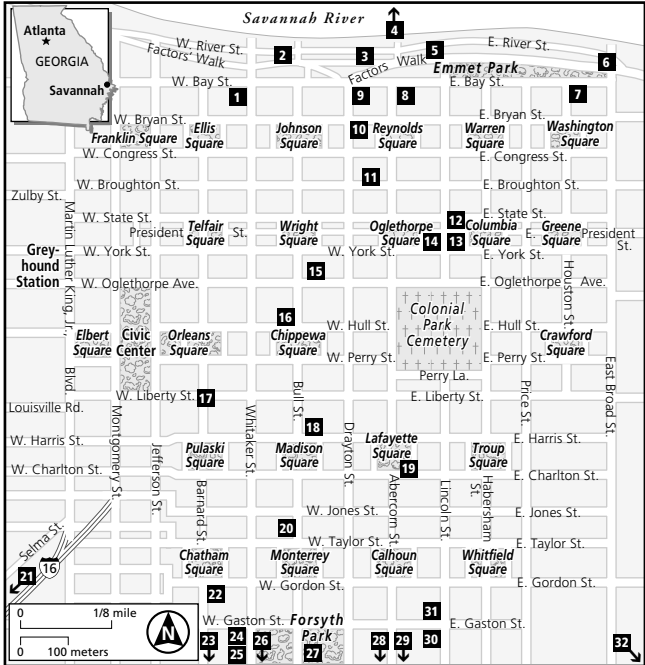 Savannah River
Atlanta
GEORGIA
Savannah
4
W. River St.
Factors' Walk
2
3
5
E. River St.
6
Factors Walk
Emmet Park
W. Bay St.
E. Bay St.
1
9
8
7
W. Bryan St.
E. Bryan St.
Franklin Square
Ellis
Square
Johnson
Square
10
Reynolds
Square
Warren
Square
Washington
Square
W. Congress St.
E. Congress St.
11
W. Broughton St.
E. Broughton St.
Zulby St.
W. State St.
E. State St.
12
President
St.
Telfair
Square
Wright
Square
Oglethorpe
Square
14
13
Columbia
Square
E.
Greene
Square
President
St.
Grey-
hound
Station
W. York St.
W. York St.
E. York St.
15
W. Oglethorpe Ave.
E. Oglethorpe Ave.
Martin Luther King, Jr.,
Blvd.
Houston St.
Colonial
Park
Cemetery
16
W. Hull St.
E. Hull St.
Elbert
Square
Civic
Center
Orleans
Square
Chippewa
Square
Crawford
Square
W. Perry St.
E. Perry St.
Perry La.
W. Liberty St.
E. Liberty St.
17
Louisville Rd.
Montgomery St.
Jefferson St.
Whitaker St.
Bull St.
Drayton St.
Price St.
East Broad St.
18
W. Harris St.
E. Harris St.
Pulaski
Square
Madison
Square
Lafayette
Square
Troup
Square
19
W. Charlton St.
E. Charlton St.
Barnard St.
Abercorn St.
Lincoln St.
Habersham
St.
W. Jones St.
E. Jones St.
20
W. Taylor St.
E. Taylor St.
Selma St.
16
21
Chatham
Square
Monterrey
Square
Calhoun
Square
Whitfield
Square
W. Gordon St.
E. Gordon St.
22
31
W. Gaston St.
E. Gaston St.
Forsyth
Park
23
24
25
26
27
28
29
30
32
0
1/8 mile
0
100 meters
N